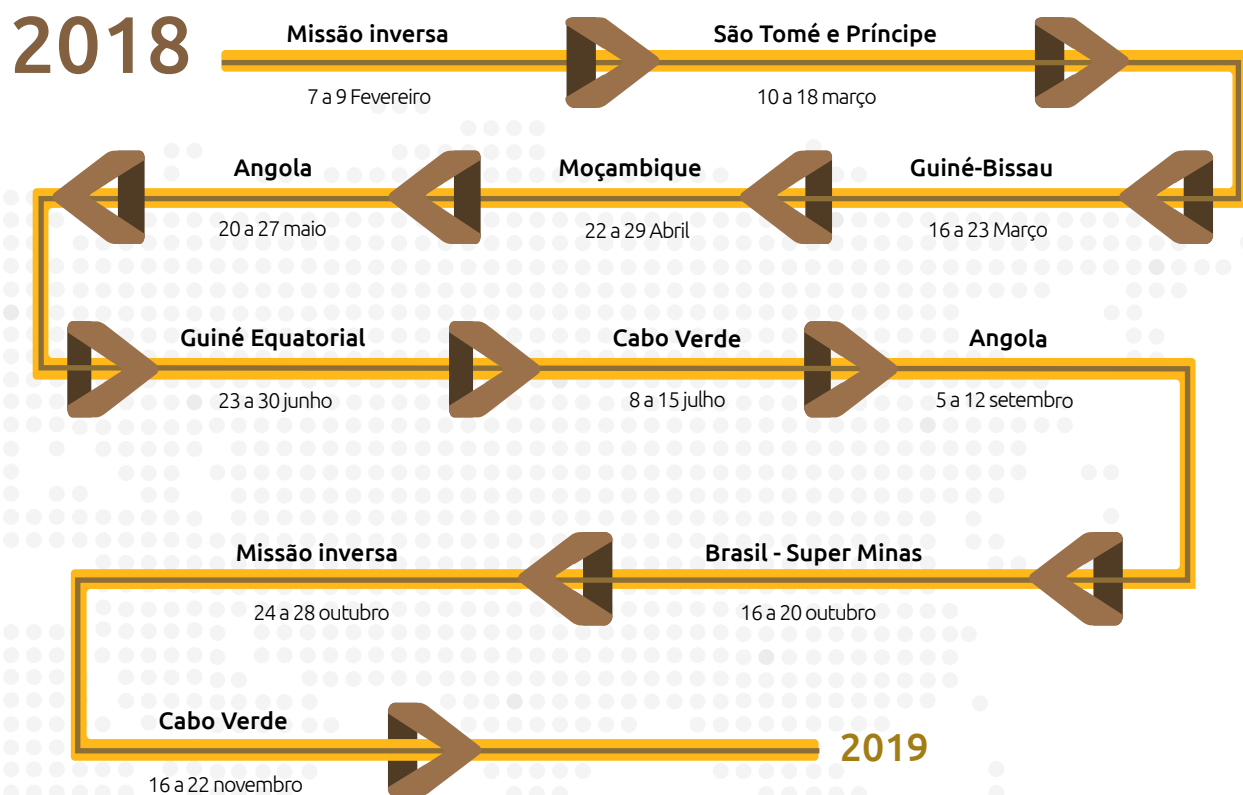 2018
Missão inversa
7 a 9 Fevereiro
São Tomé e Príncipe
10 a 18 março
Guiné-Bissau
16 a 23 Março
Moçambique
22 a 29 Abril
Angola
20 a 27 maio
Guiné Equatorial
23 a 30 junho
Cabo Verde
8 a 15 julho
Angola
5 a 12 setembro
Brasil - Super Minas
16 a 20 outubro
Missão inversa
24 a 28 outubro
Cabo Verde
16 a 22 novembro
2019